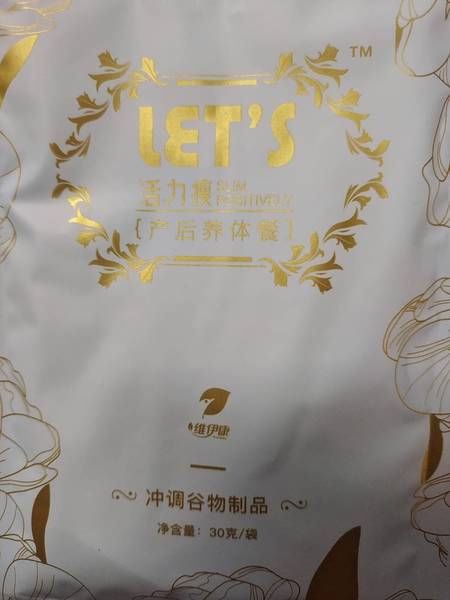 TM
LET'S
活力瘦 SLIM
POSITIVELY
{产后养体餐}
维伊康
冲调谷物制品
净含量：30克/袋